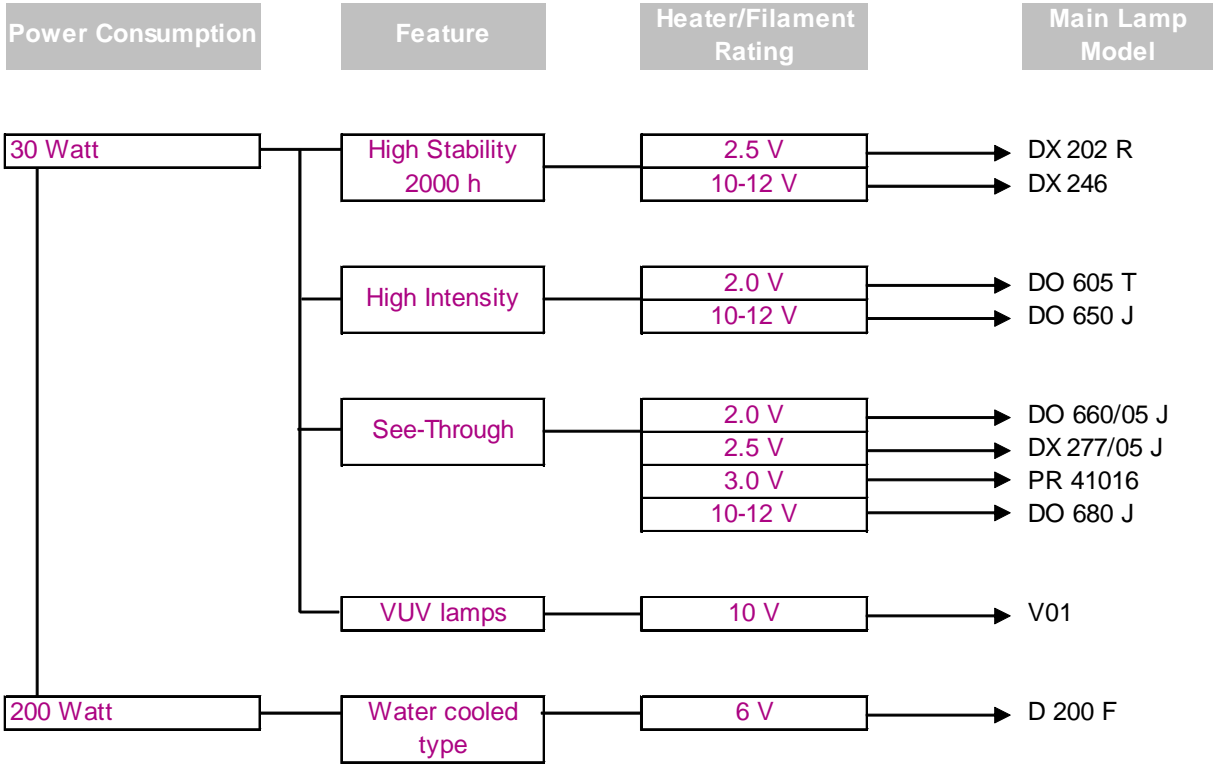 Power Consumption
Feature
Heater/Filament
Rating
Main Lamp
Model
30 Watt
High Stability
2000 h
2.5 V
DX 202 R
10-12 V
DX 246
High Intensity
2.0 V
DO 605 T
10-12 V
DO 650 J
See-Through
2.0 V
DO 660/05 J
2.5 V
DX 277/05 J
3.0 V
PR 41016
10-12 V
DO 680 J
VUV lamps
10 V
V01
200 Watt
Water cooled
type
6 V
D 200 F